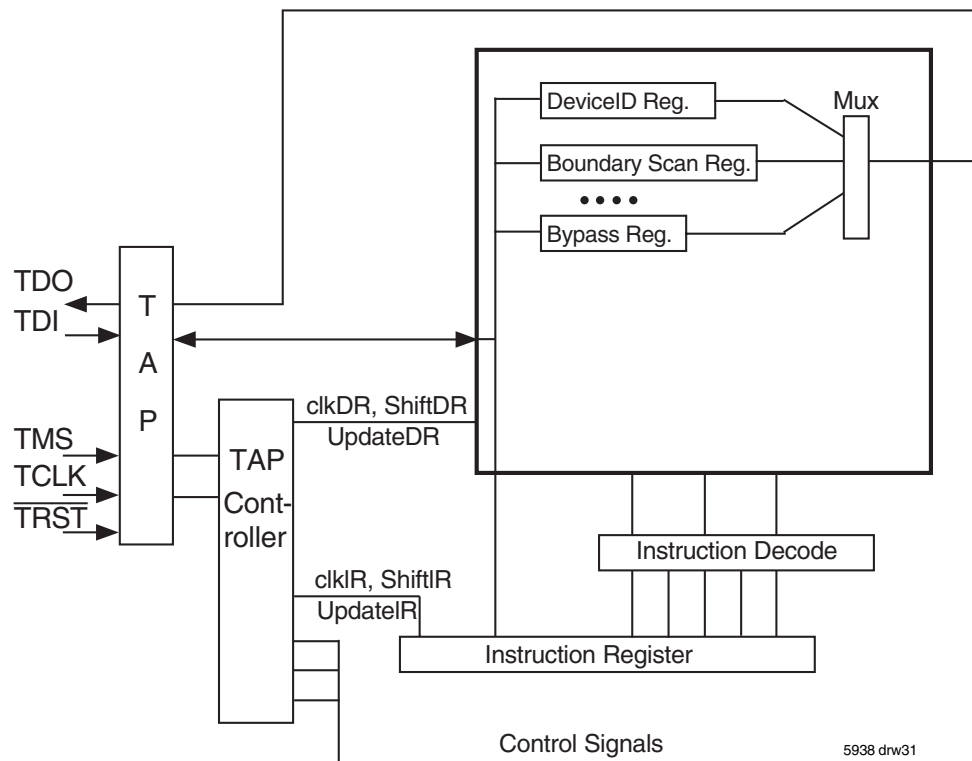 DeviceID Reg.
Mux
Boundary Scan Reg.
Bypass Reg.
TDO
TDI
T
A
P
clkDR, ShiftDR
UpdateDR
TMS
TCLK
TRST
TAP
Cont-
roller
Instruction Decode
clkIR, ShiftIR
UpdateIR
Instruction Register
Control Signals
5938 drw31